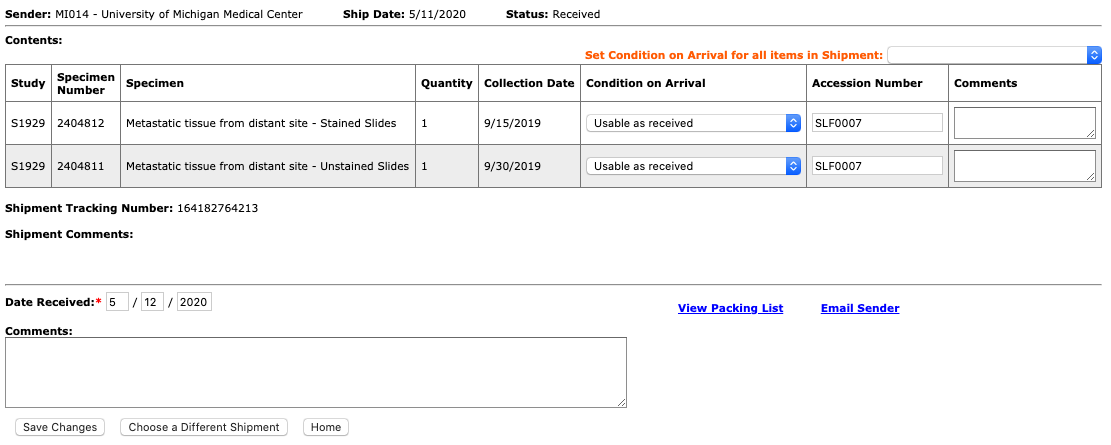 Sender: MI014 - University of Michigan Medical Center Ship Date: 5/11/2020 Status: Received
Contents:
Set Condition on Arrival for all items in Shipment:
Study Specimen Number Specimen Quantity Collection Date Condition on Arrival Accession Number Comments
S1929 2404812 Metastatic tissue from distant site - Stained Slides 1 9/15/2019 Usable as received SLF0007
S1929 2404811 Metastatic tissue from distant site - Unstained Slides 1 9/30/2019 Usable as received SLF0007
Shipment Tracking Number: 164182764213
Shipment Comments:
Date Received:* 5 / 12 / 2020 View Packing List Email Sender
Comments:
Save Changes Choose a Different Shipment Home